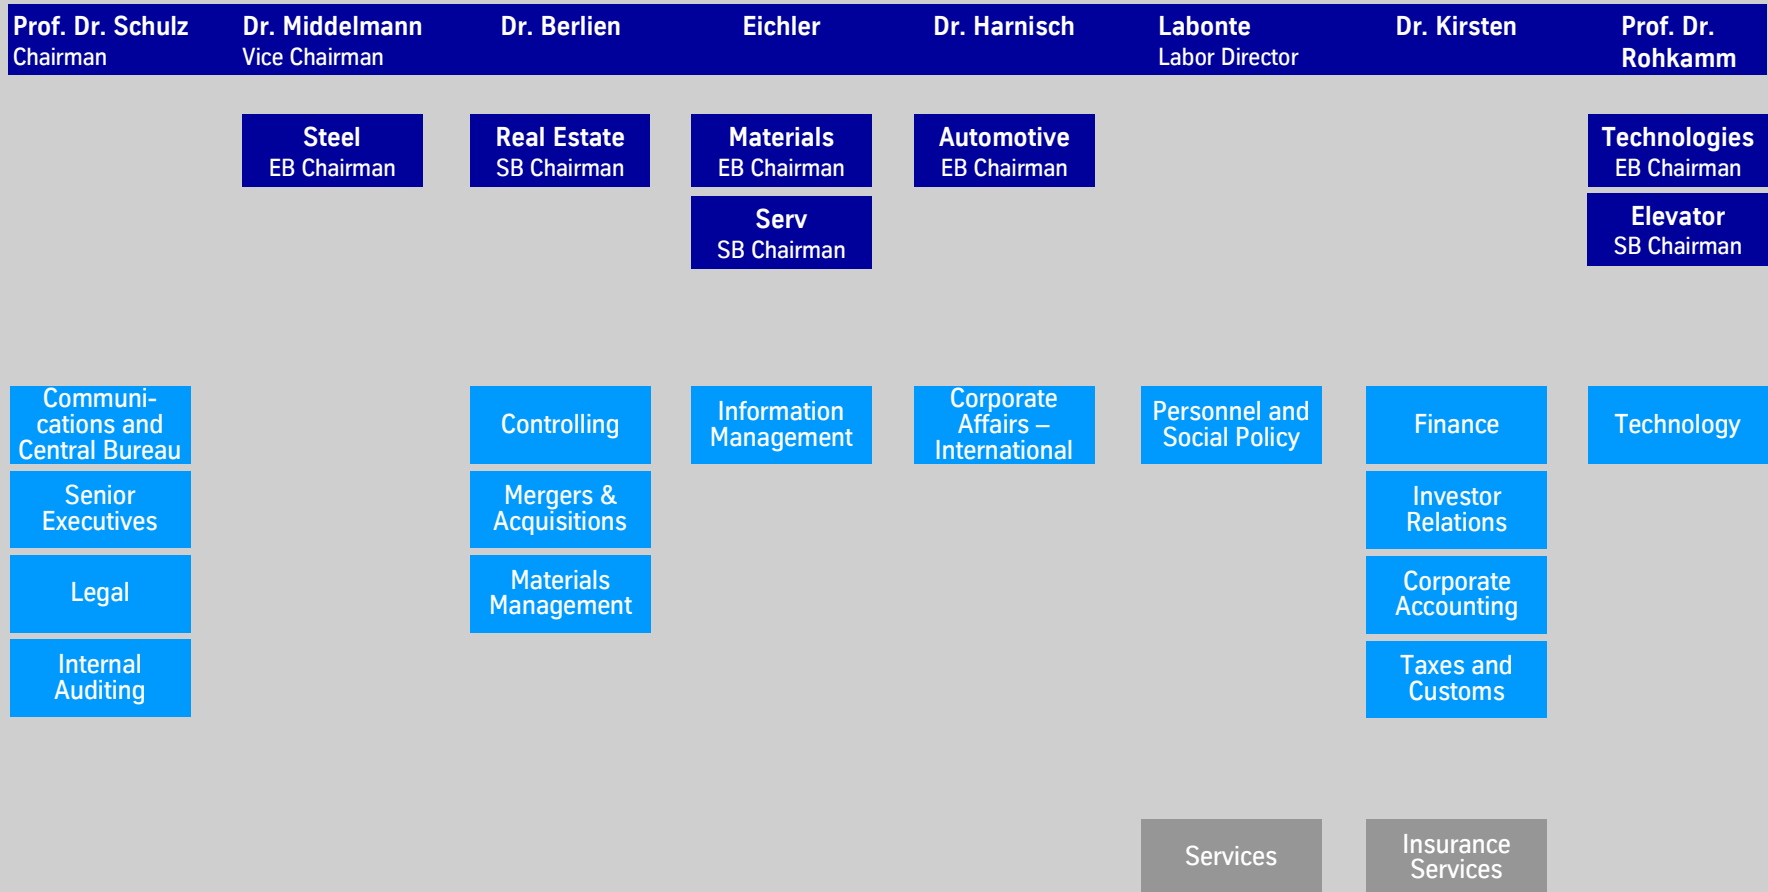 Prof. Dr. Schulz
Chairman
Dr. Middelmann
Vice Chairman
Dr. Berlien
Eichler
Dr. Harnisch
Labonte
Labor Director
Dr. Kirsten
Prof. Dr.
Rohkamm
Steel
EB Chairman
Real Estate
SB Chairman
Materials
EB Chairman
Automotive
EB Chairman
Technologies
EB Chairman
Serv
SB Chairman
Elevator
SB Chairman
Communi-
cations and
Central Bureau
Controlling
Information
Management
Corporate
Affairs –
International
Personnel and
Social Policy
Finance
Technology
Senior
Executives
Mergers &
Acquisitions
Investor
Relations
Legal
Materials
Management
Corporate
Accounting
Internal
Auditing
Taxes and
Customs
Services
Insurance
Services